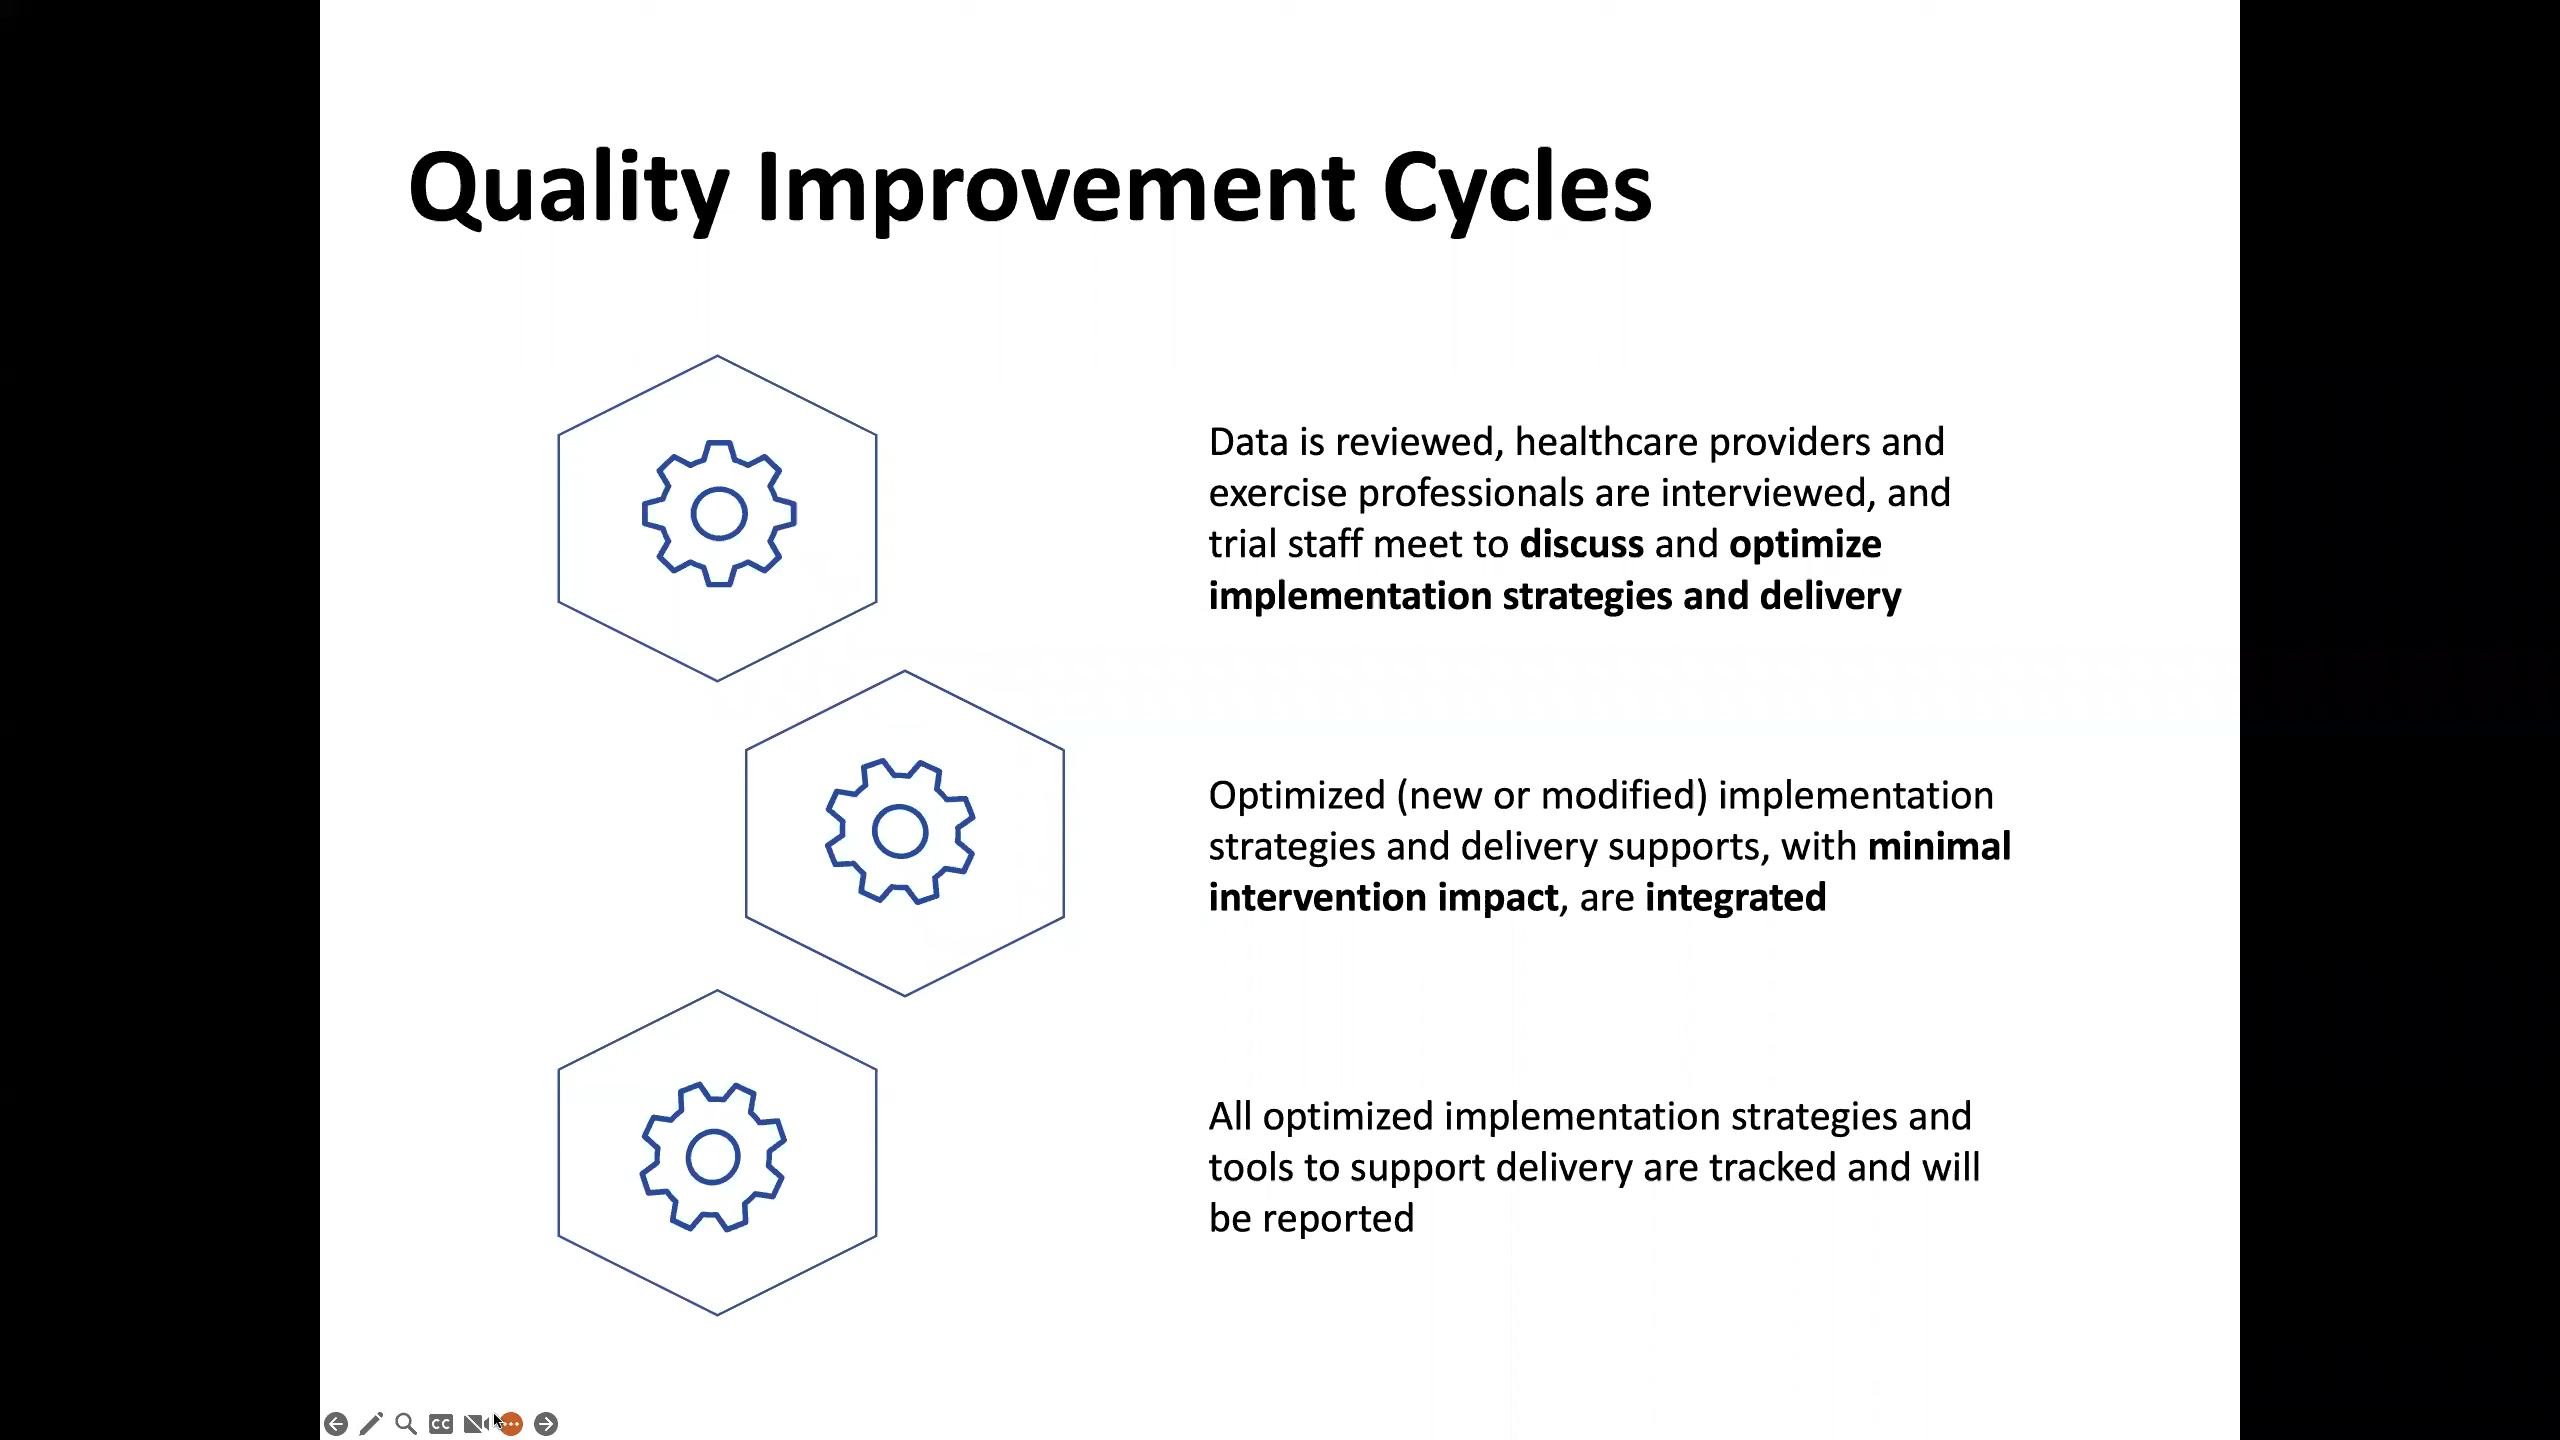 Quality Improvement Cycles
Data is reviewed, healthcare providers and
exercise professionals are interviewed, and
trial staff meet to discuss and optimize
implementation strategies and delivery
Optimized (new or modified) implementation
strategies and delivery supports, with minimal
intervention impact, are integrated
All optimized implementation strategies and
tools to support delivery are tracked and will
be reported
CC